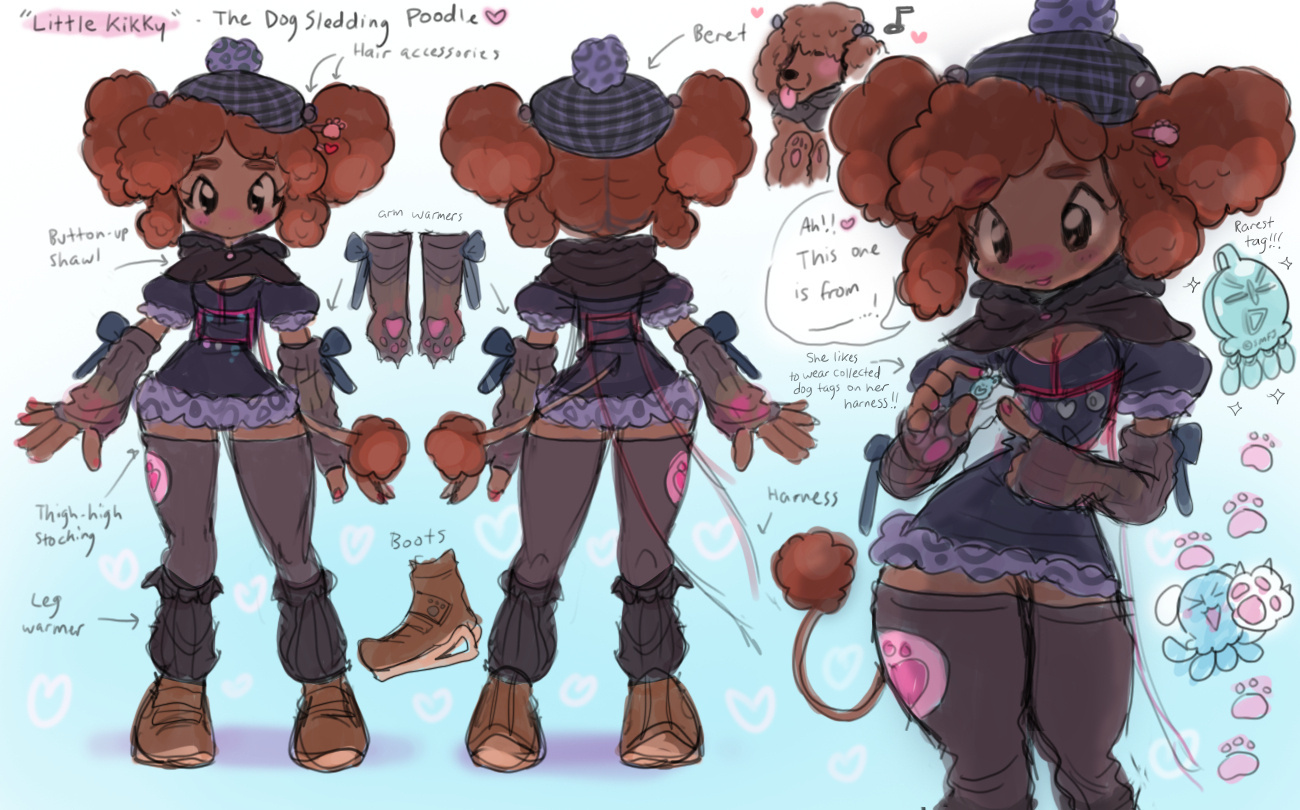 "Little Kikky" - The Dog Sledding Poodle
Hair accessories
Beret
Button-up
shawl
arm warmers
Ah!!
This one
is from
...!
Rarest
tag!!!
She likes
to wear collected
dog tags on her
harness!!
Thigh-high
stocking
Harness
Boots
Leg
warmer